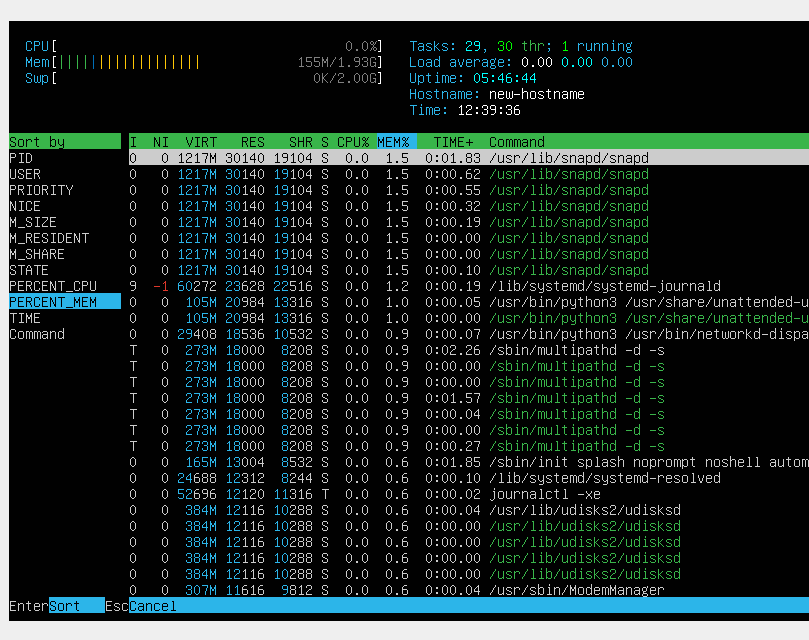 CPU[ 0.0%] Tasks: 29, 30 thr; 1 running
Mem[|||||||||||||||||| 155M/1.93G] Load average: 0.00 0.00 0.00
Swp[ 0K/2.00G] Uptime: 05:46:44
Hostname: new-hostname
Time: 12:39:36
Sort by I NI VIRT RES SHR S CPU% MEM% TIME+ Command
PID 0 0 1217M 30140 19104 S 0.0 1.5 0:01.83 /usr/lib/snapd/snapd
USER 0 0 1217M 30140 19104 S 0.0 1.5 0:00.62 /usr/lib/snapd/snapd
PRIORITY 0 0 1217M 30140 19104 S 0.0 1.5 0:00.55 /usr/lib/snapd/snapd
NICE 0 0 1217M 30140 19104 S 0.0 1.5 0:00.32 /usr/lib/snapd/snapd
M_SIZE 0 0 1217M 30140 19104 S 0.0 1.5 0:00.19 /usr/lib/snapd/snapd
M_RESIDENT 0 0 1217M 30140 19104 S 0.0 1.5 0:00.00 /usr/lib/snapd/snapd
M_SHARE 0 0 1217M 30140 19104 S 0.0 1.5 0:00.00 /usr/lib/snapd/snapd
STATE 0 0 1217M 30140 19104 S 0.0 1.5 0:00.10 /usr/lib/snapd/snapd
PERCENT_CPU 9 -1 60272 23628 22516 S 0.0 1.2 0:00.19 /lib/systemd/systemd-journald
PERCENT_MEM 0 0 105M 20984 13316 S 0.0 1.0 0:00.05 /usr/bin/python3 /usr/share/unattended-u
TIME 0 0 105M 20984 13316 S 0.0 1.0 0:00.00 /usr/bin/python3 /usr/share/unattended-u
Command 0 0 29408 18536 10532 S 0.0 0.9 0:00.07 /usr/bin/python3 /usr/bin/networkd-dispa
T 0 273M 18000 8208 S 0.0 0.9 0:02.26 /sbin/multipathd -d -s
T 0 273M 18000 8208 S 0.0 0.9 0:00.00 /sbin/multipathd -d -s
T 0 273M 18000 8208 S 0.0 0.9 0:00.00 /sbin/multipathd -d -s
T 0 273M 18000 8208 S 0.0 0.9 0:01.57 /sbin/multipathd -d -s
T 0 273M 18000 8208 S 0.0 0.9 0:00.04 /sbin/multipathd -d -s
T 0 273M 18000 8208 S 0.0 0.9 0:00.00 /sbin/multipathd -d -s
T 0 273M 18000 8208 S 0.0 0.9 0:00.27 /sbin/multipathd -d -s
0 0 165M 13004 8532 S 0.0 0.6 0:01.85 /sbin/init splash noprompt noshell autom
0 0 24688 12312 8244 S 0.0 0.6 0:00.10 /lib/systemd/systemd-resolved
0 0 52696 12120 11316 T 0.0 0.6 0:00.02 journalctl -xe
0 0 384M 12116 10288 S 0.0 0.6 0:00.04 /usr/lib/udisks2/udisksd
0 0 384M 12116 10288 S 0.0 0.6 0:00.00 /usr/lib/udisks2/udisksd
0 0 384M 12116 10288 S 0.0 0.6 0:00.00 /usr/lib/udisks2/udisksd
0 0 384M 12116 10288 S 0.0 0.6 0:00.00 /usr/lib/udisks2/udisksd
0 0 384M 12116 10288 S 0.0 0.6 0:00.00 /usr/lib/udisks2/udisksd
0 0 307M 11616 9812 S 0.0 0.6 0:00.04 /usr/sbin/ModemManager
EnterSort EscCancel